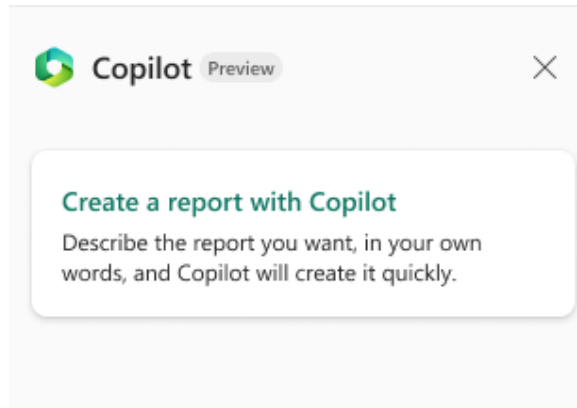 Copilot Preview
Create a report with Copilot
Describe the report you want, in your own
words, and Copilot will create it quickly.